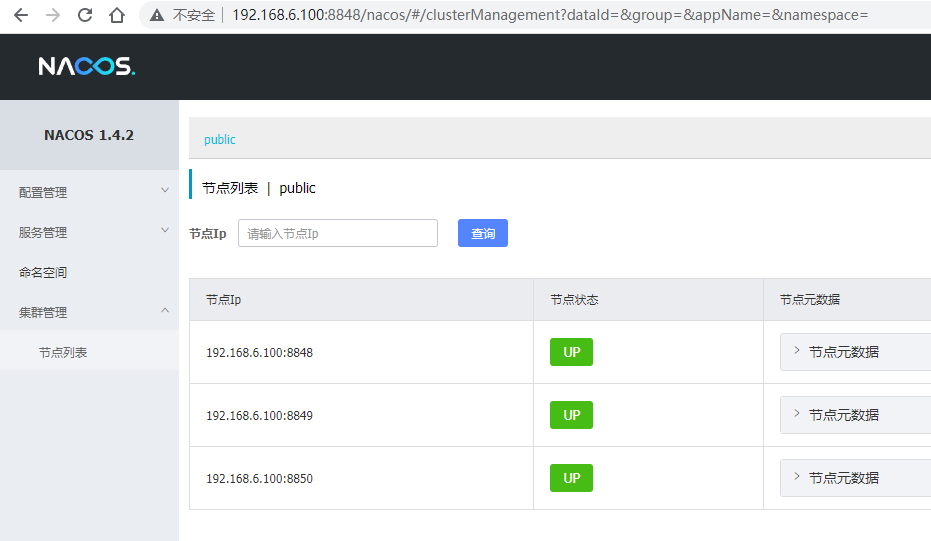 不安全 192.168.6.100:8848/nacos/#/clusterManagement?dataId=&group=&appName=&namespace=
NACOS.
NACOS 1.4.2
配置管理
服务管理
命名空间
集群管理
节点列表
public
节点列表 | public
节点Ip 请输入节点Ip 查询
节点Ip 节点状态 节点元数据
192.168.6.100:8848 UP 节点元数据
192.168.6.100:8849 UP 节点元数据
192.168.6.100:8850 UP 节点元数据